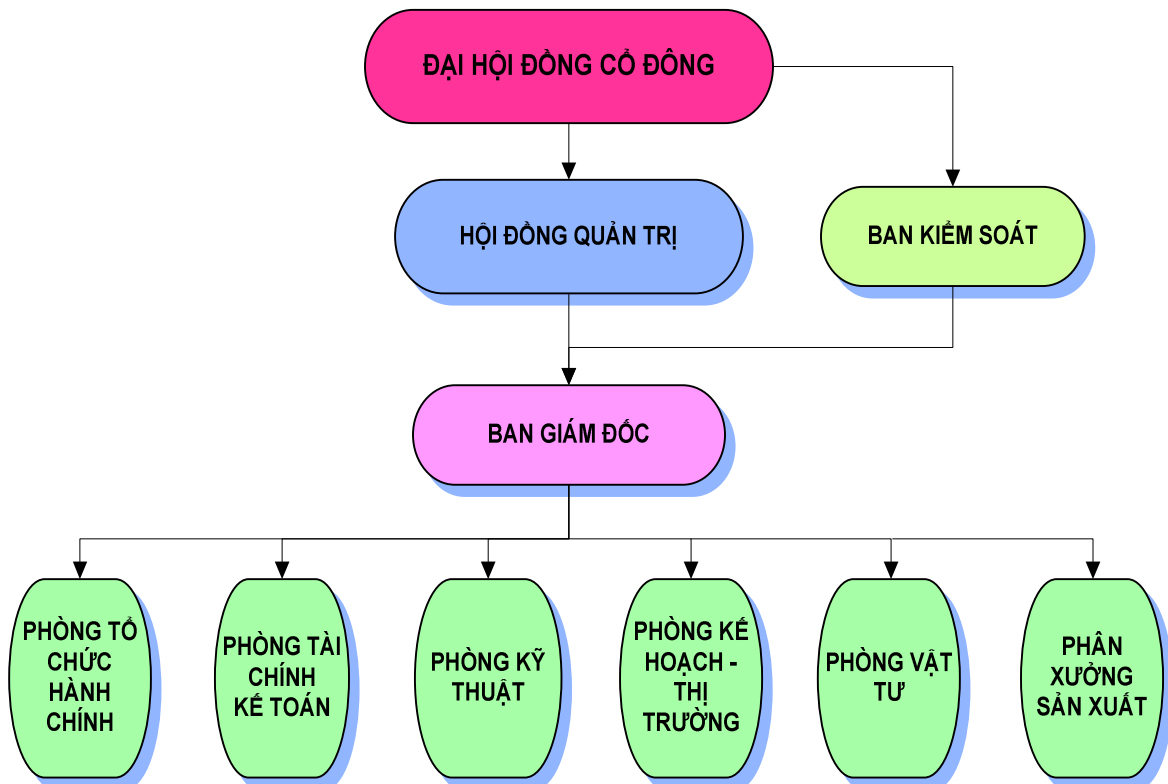 ĐẠI HỘI ĐỒNG CỔ ĐÔNG
HỘI ĐỒNG QUẢN TRỊ
BAN KIỂM SOÁT
BAN GIÁM ĐỐC
PHÒNG TỔ
CHỨC
HÀNH
CHÍNH
PHÒNG TÀI
CHÍNH
KẾ TOÁN
PHÒNG KỸ
THUẬT
PHÒNG KẾ
HOẠCH -
THỊ
TRƯỜNG
PHÒNG VẬT
TƯ
PHÂN
XƯỞNG
SẢN XUẤT